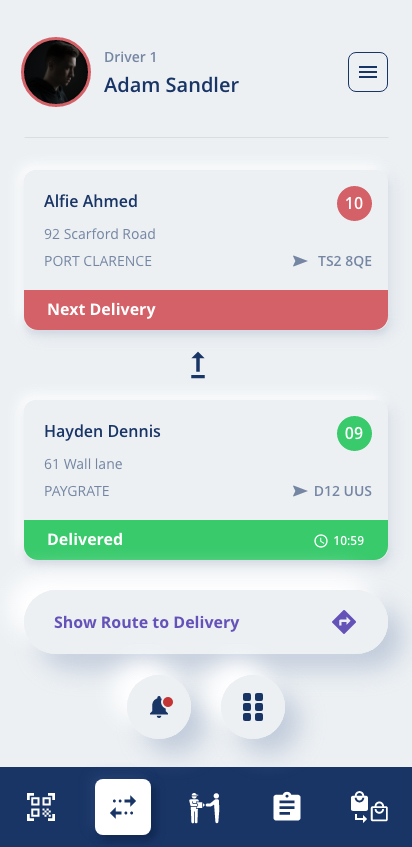 Driver 1
Adam Sandler
Alfie Ahmed
10
92 Scarford Road
PORT CLARENCE
TS2 8QE
Next Delivery
Hayden Dennis
09
61 Wall lane
PAYGRATE
D12 UUS
Delivered
10:59
Show Route to Delivery